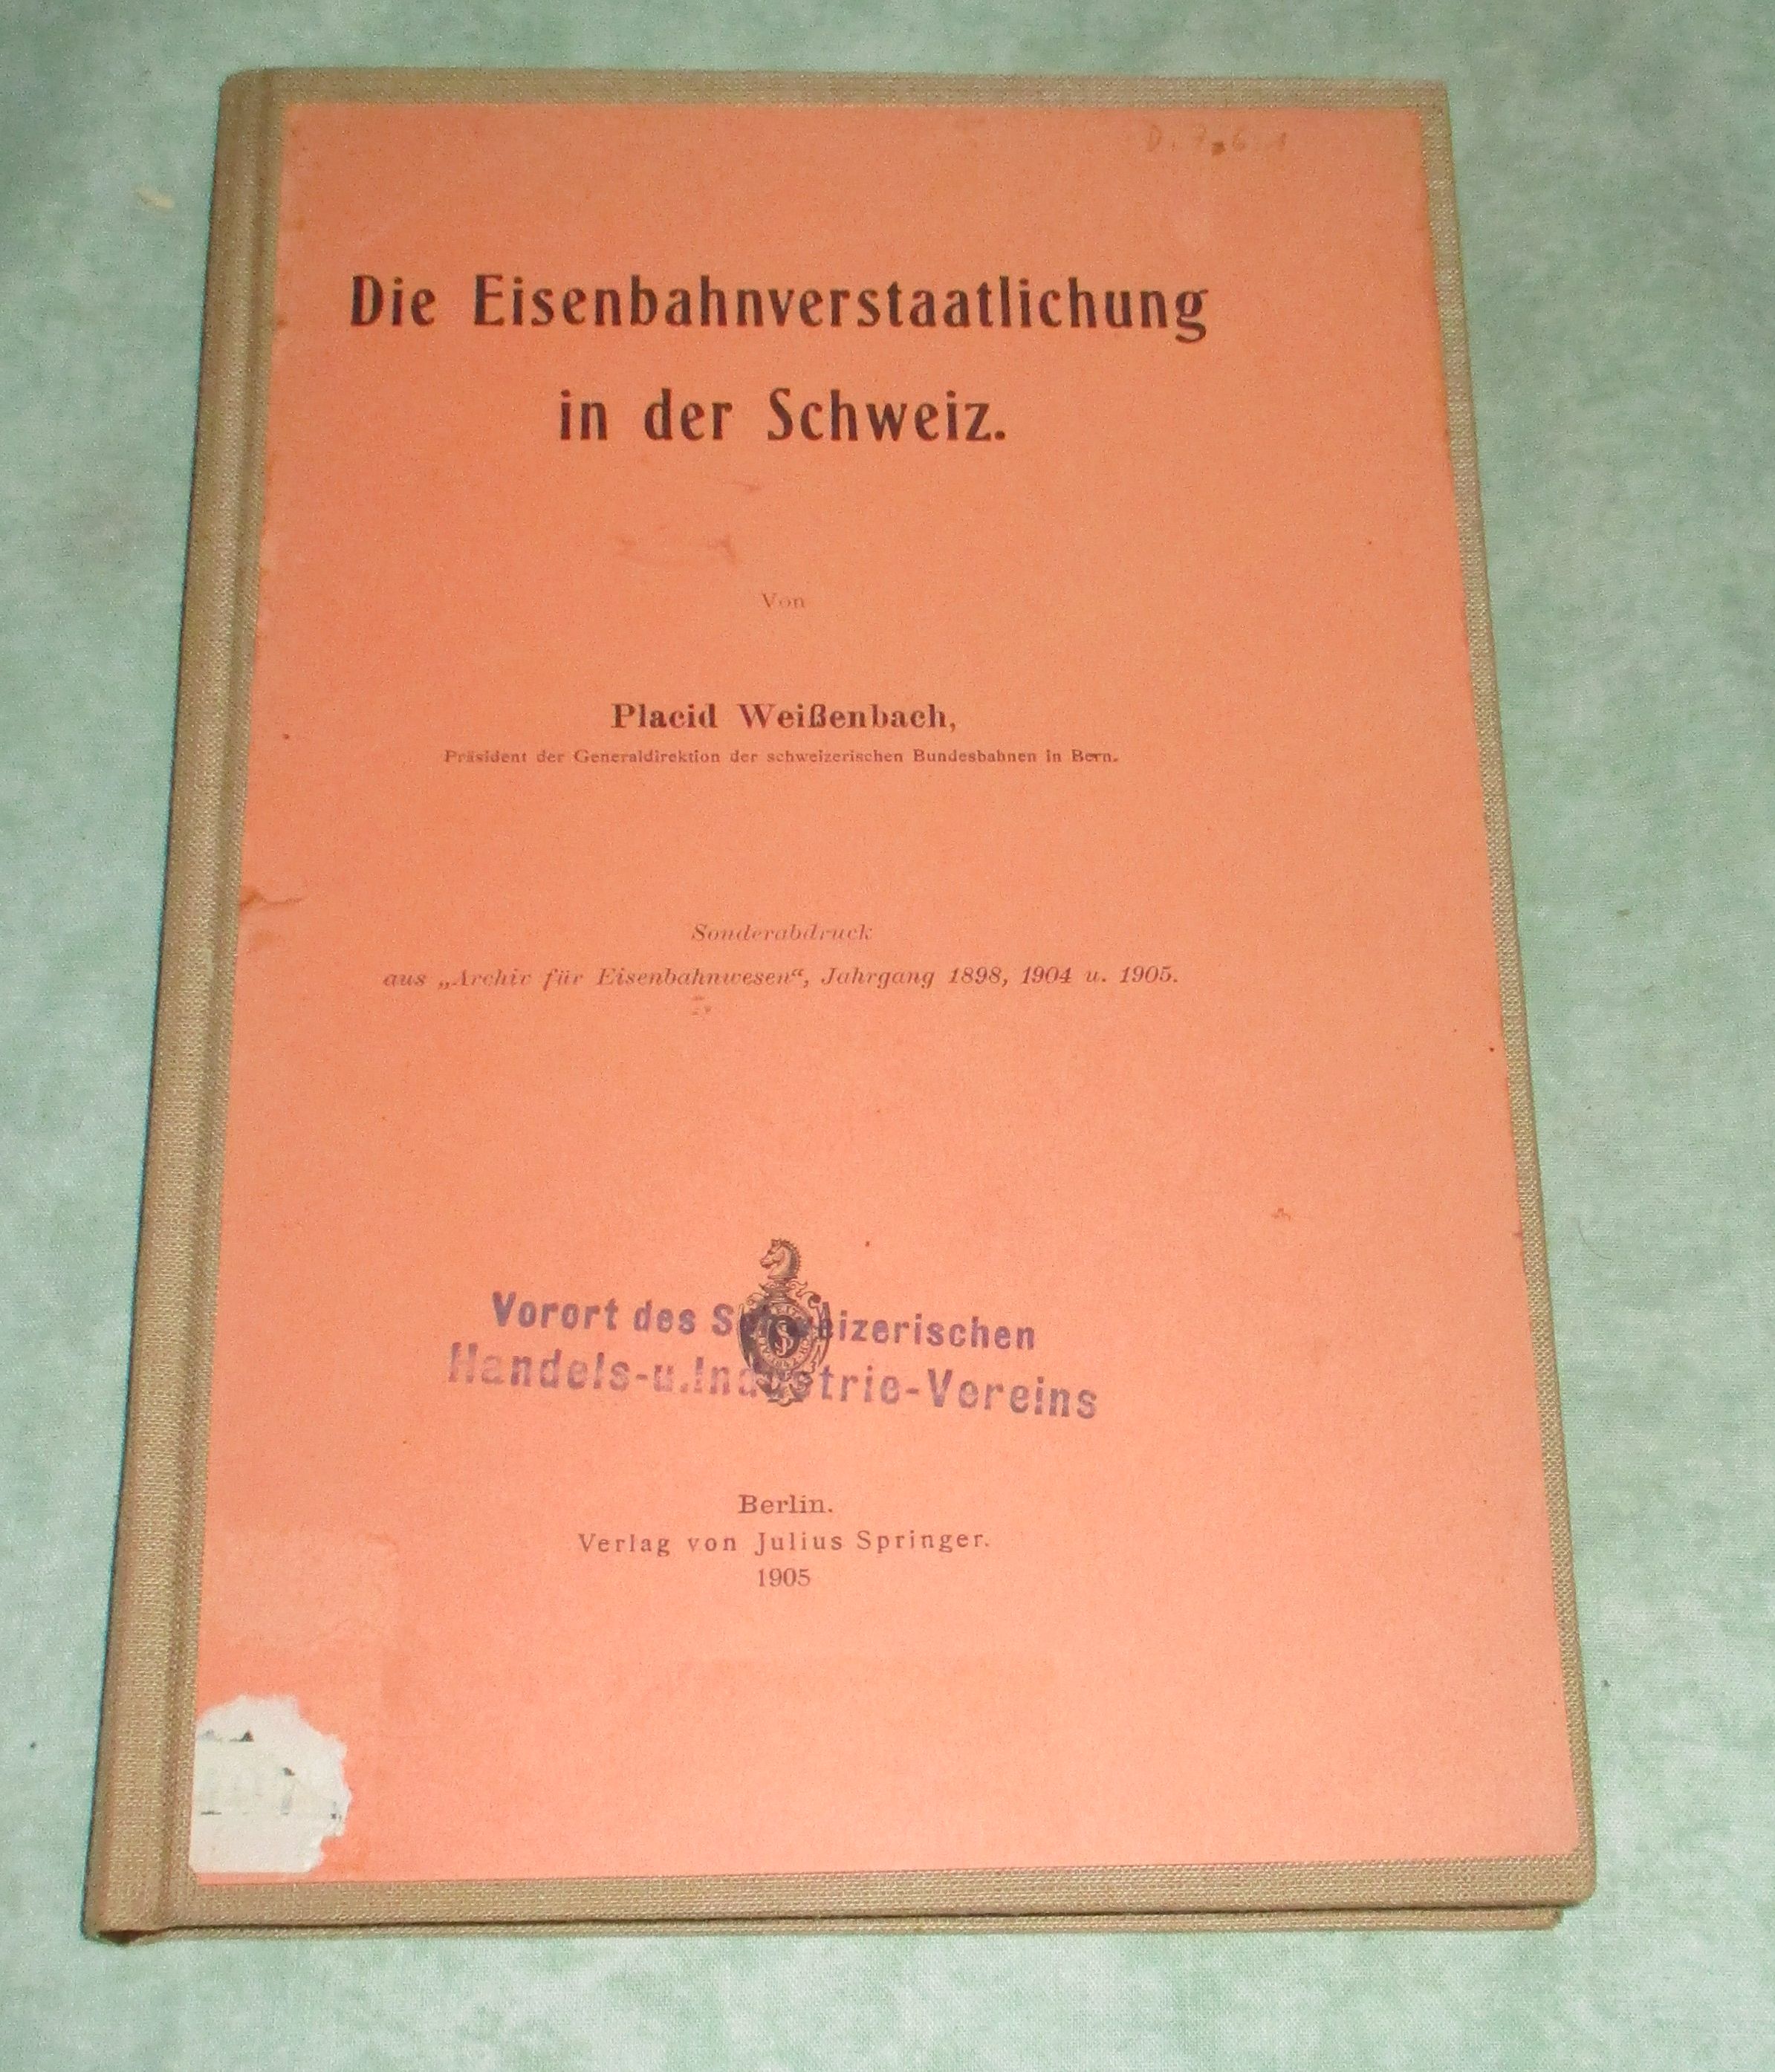 Die Eisenbahnverstaatlichung
in der Schweiz.
Von
Placid Weißenbach,
Präsident der Generaldirektion der schweizerischen Bundesbahnen in Bern.
Sonderabdruck
aus „Archiv für Eisenbahnwesen“, Jahrgang 1898, 1904 u. 1905.
Vorort des Schweizerischen
Handels-u.Industrie-Vereins
Berlin.
Verlag von Julius Springer.
1905